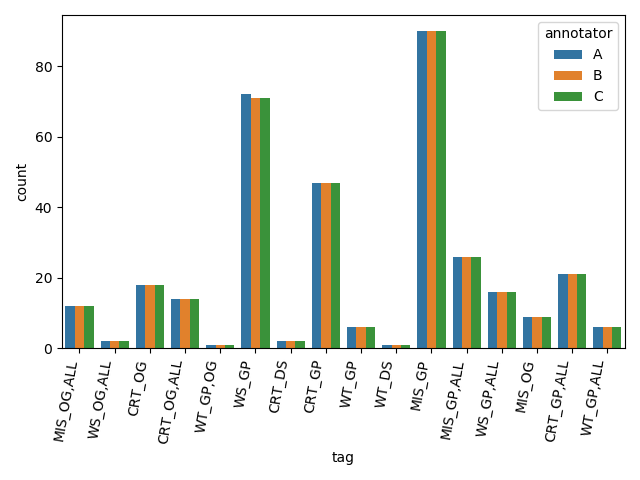 annotator
A
B
C
count
80
60
40
20
0
MIS_OG,ALL
WS_OG,ALL
CRT_OG
CRT_OG,ALL
WT_GP,OG
WS_GP
CRT_DS
CRT_GP
WT_GP
WT_DS
MIS_GP
MIS_GP,ALL
WS_GP,ALL
MIS_OG
CRT_GP,ALL
WT_GP,ALL
tag